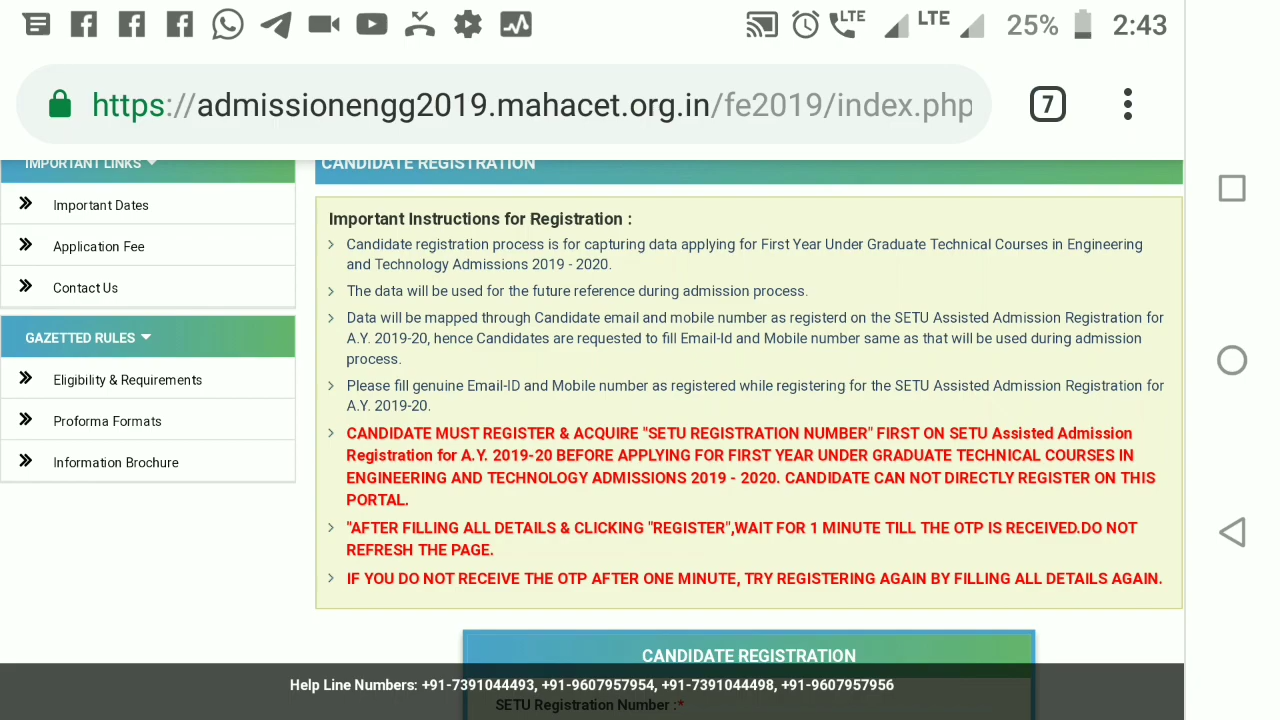 LTE LTE 25% 2:43
https://admissionengg2019.mahacet.org.in/fe2019/index.php
7
IMPORTANT LINKS
Important Dates
Application Fee
Contact Us
GAZETTED RULES
Eligibility & Requirements
Proforma Formats
Information Brochure
CANDIDATE REGISTRATION
Important Instructions for Registration :
Candidate registration process is for capturing data applying for First Year Under Graduate Technical Courses in Engineering
and Technology Admissions 2019 - 2020.
The data will be used for the future reference during admission process.
Data will be mapped through Candidate email and mobile number as registerd on the SETU Assisted Admission Registration for
A.Y. 2019-20, hence Candidates are requested to fill Email-Id and Mobile number same as that will be used during admission
process.
Please fill genuine Email-ID and Mobile number as registered while registering for the SETU Assisted Admission Registration for
A.Y. 2019-20.
CANDIDATE MUST REGISTER & ACQUIRE "SETU REGISTRATION NUMBER" FIRST ON SETU Assisted Admission
Registration for A.Y. 2019-20 BEFORE APPLYING FOR FIRST YEAR UNDER GRADUATE TECHNICAL COURSES IN
ENGINEERING AND TECHNOLOGY ADMISSIONS 2019 - 2020. CANDIDATE CAN NOT DIRECTLY REGISTER ON THIS
PORTAL.
"AFTER FILLING ALL DETAILS & CLICKING "REGISTER",WAIT FOR 1 MINUTE TILL THE OTP IS RECEIVED.DO NOT
REFRESH THE PAGE.
IF YOU DO NOT RECEIVE THE OTP AFTER ONE MINUTE, TRY REGISTERING AGAIN BY FILLING ALL DETAILS AGAIN.
CANDIDATE REGISTRATION
Help Line Numbers: +91-7391044493, +91-9607957954, +91-7391044498, +91-9607957956
SETU Registration Number :*